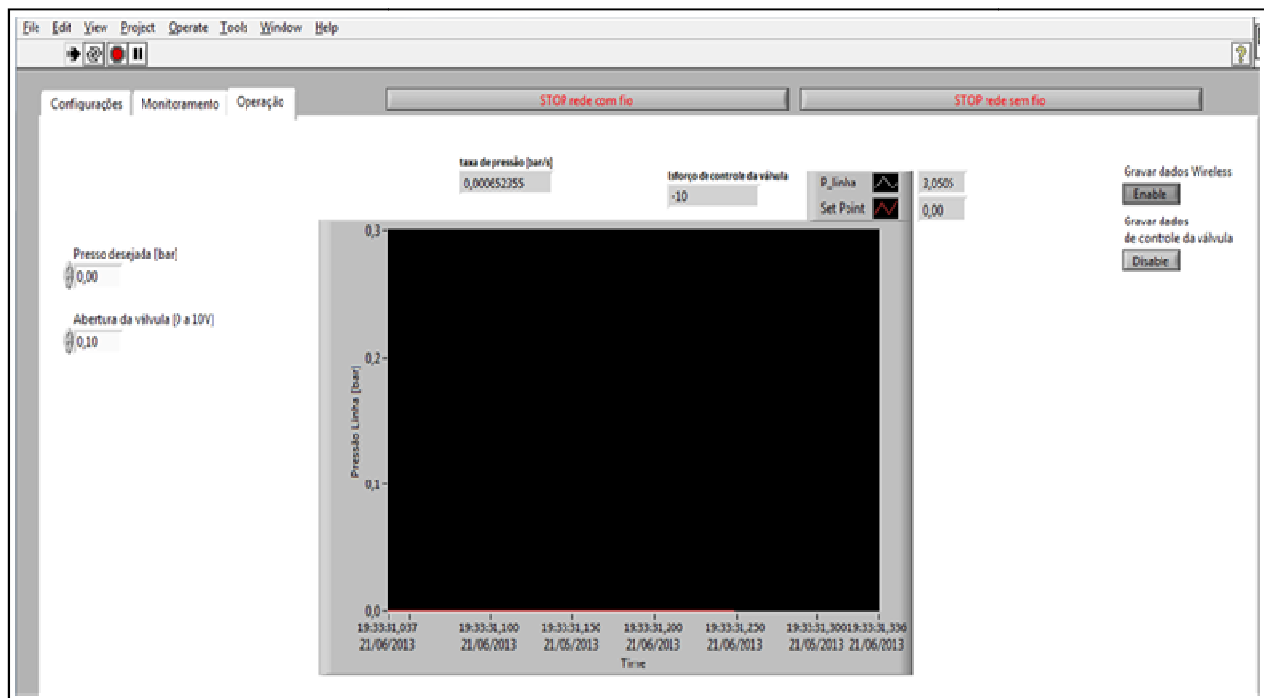 File Edit View Project Operate Tools Window Help
Configurações Monitoramento Operação
STOP rede com fio STOP rede sem fio
taxa de pressão [bar/s]
0,000652355
Esforço de controle da válvula
-10
P_linha 3,0505
Set Point 0,00
Gravar dados Wireless
Enable
Gravar dados
de controle da válvula
Disable
Presso desejada [bar]
0,00
Abertura da válvula [0 a 10V]
0,10
Pressão Linha [bar]
0,3
0,2
0,1
0,0
19:33:31,037 19:33:31,100 19:33:31,150 19:33:31,200 19:33:31,250 19:33:31,300 19:33:31,336
21/06/2013 21/06/2013 21/06/2013 21/06/2013 21/06/2013 21/06/2013 21/06/2013
Time